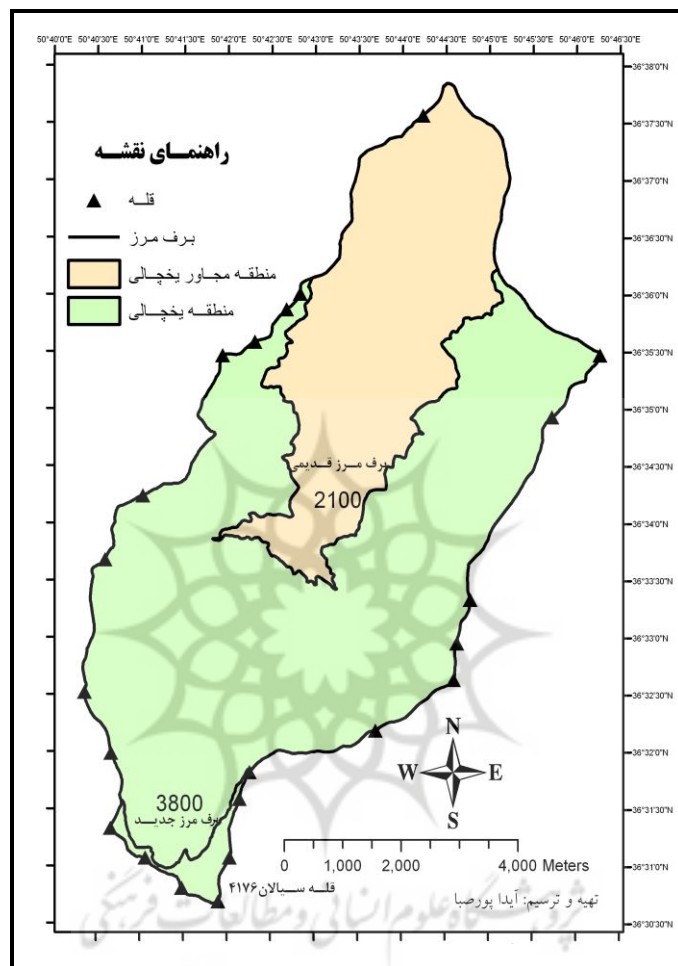 50°40'0"E 50°40'30"E 50°41'0"E 50°41'30"E 50°42'0"E 50°42'30"E 50°43'0"E 50°43'30"E 50°44'0"E 50°44'30"E 50°45'0"E 50°45'30"E 50°46'0"E 50°46'30"E
36°38'0"N
36°37'30"N
36°37'0"N
36°36'30"N
36°36'0"N
36°35'30"N
36°35'0"N
36°34'30"N
36°34'0"N
36°33'30"N
36°33'0"N
36°32'30"N
36°32'0"N
36°31'30"N
36°31'0"N
36°30'30"N
راهنمای نقشه
قله
برف مرز
منطقه مجاور یخچالی
منطقه یخچالی
برف مرز قدیمی
2100
N
W E
S
3800
برف مرز جدید
0 1,000 2,000 4,000 Meters
قله سیالان ۴۱۷۶
تهیه و ترسیم: آیدا پورصبا
پژوهشگاه علوم انسانی و مطالعات فرهنگی